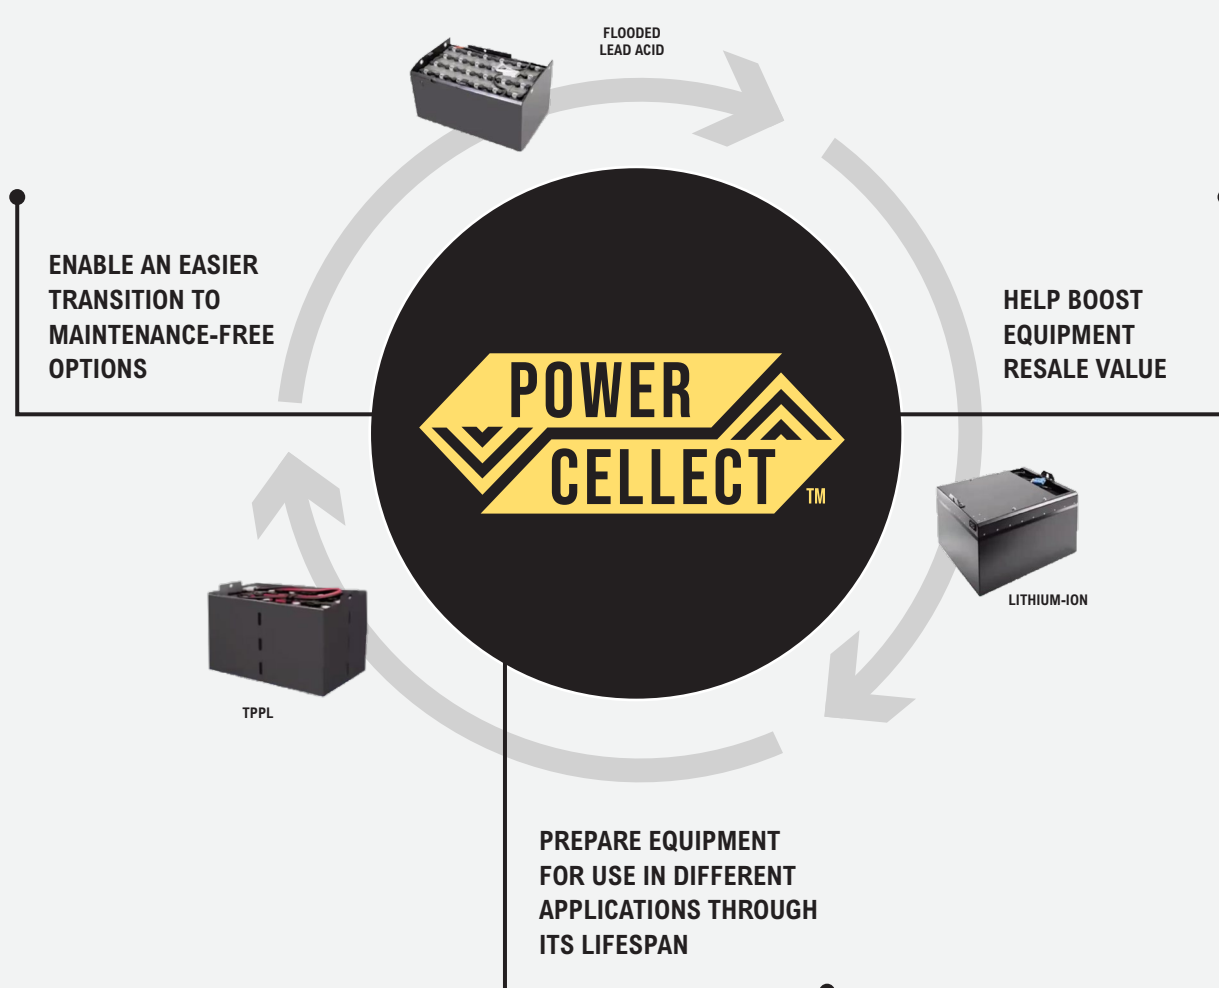 FLOODED
LEAD ACID
ENABLE AN EASIER
TRANSITION TO
MAINTENANCE-FREE
OPTIONS
HELP BOOST
EQUIPMENT
RESALE VALUE
POWER
CELLECT TM
LITHIUM-ION
TPPL
PREPARE EQUIPMENT
FOR USE IN DIFFERENT
APPLICATIONS THROUGH
ITS LIFESPAN